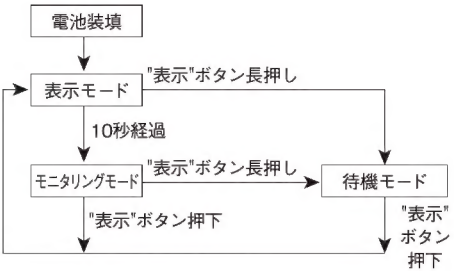 電池装填
表示モード
"表示"ボタン長押し
10秒経過
モニタリングモード
"表示"ボタン長押し
待機モード
"表示"ボタン押下
"表示"
ボタン
押下